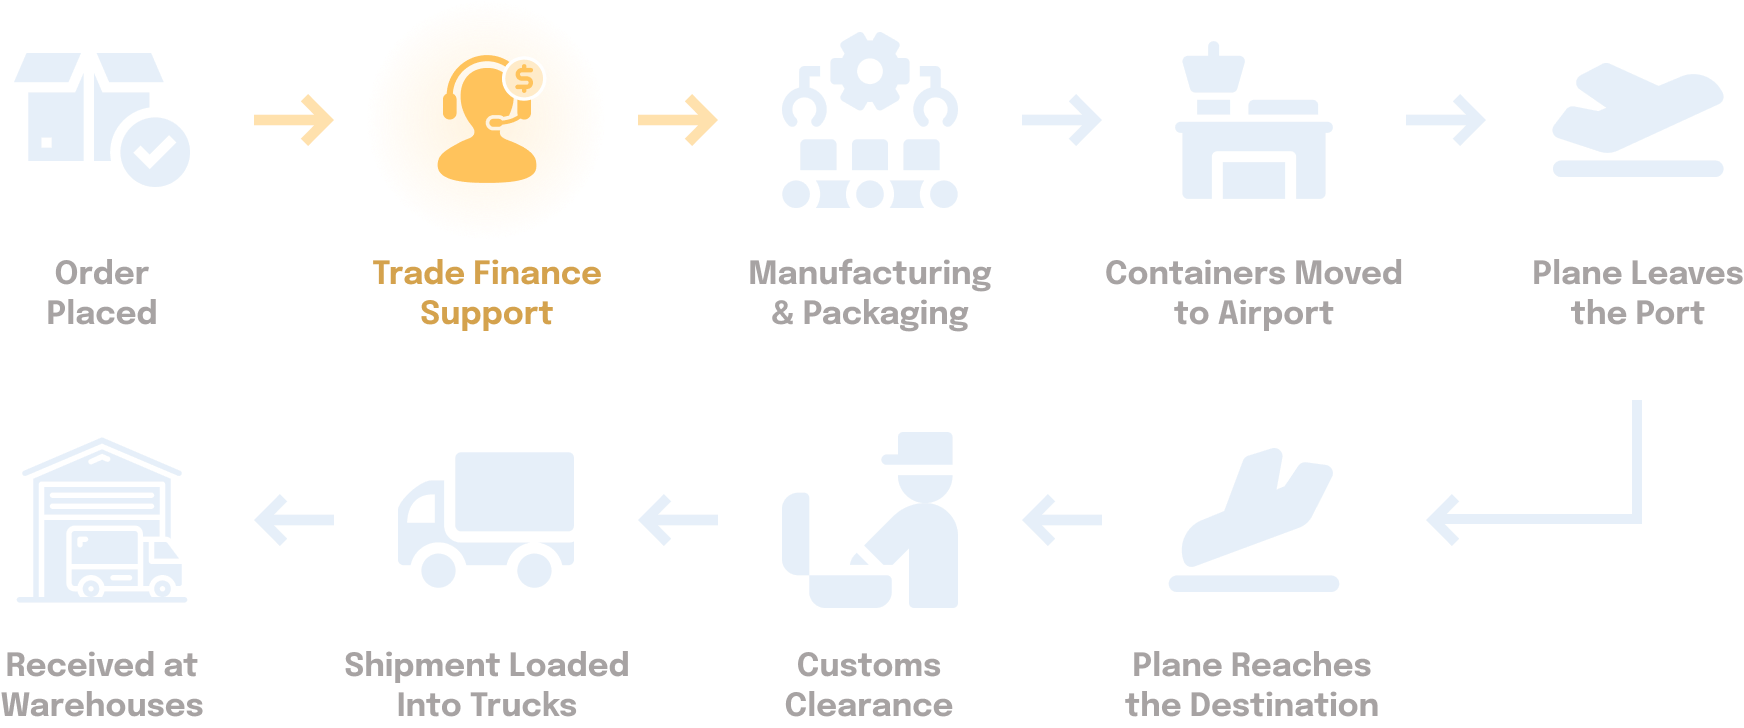 $
Order
Placed
Trade Finance
Support
Manufacturing
& Packaging
Containers Moved
to Airport
Plane Leaves
the Port
Plane Reaches
the Destination
Customs
Clearance
Shipment Loaded
Into Trucks
Received at
Warehouses